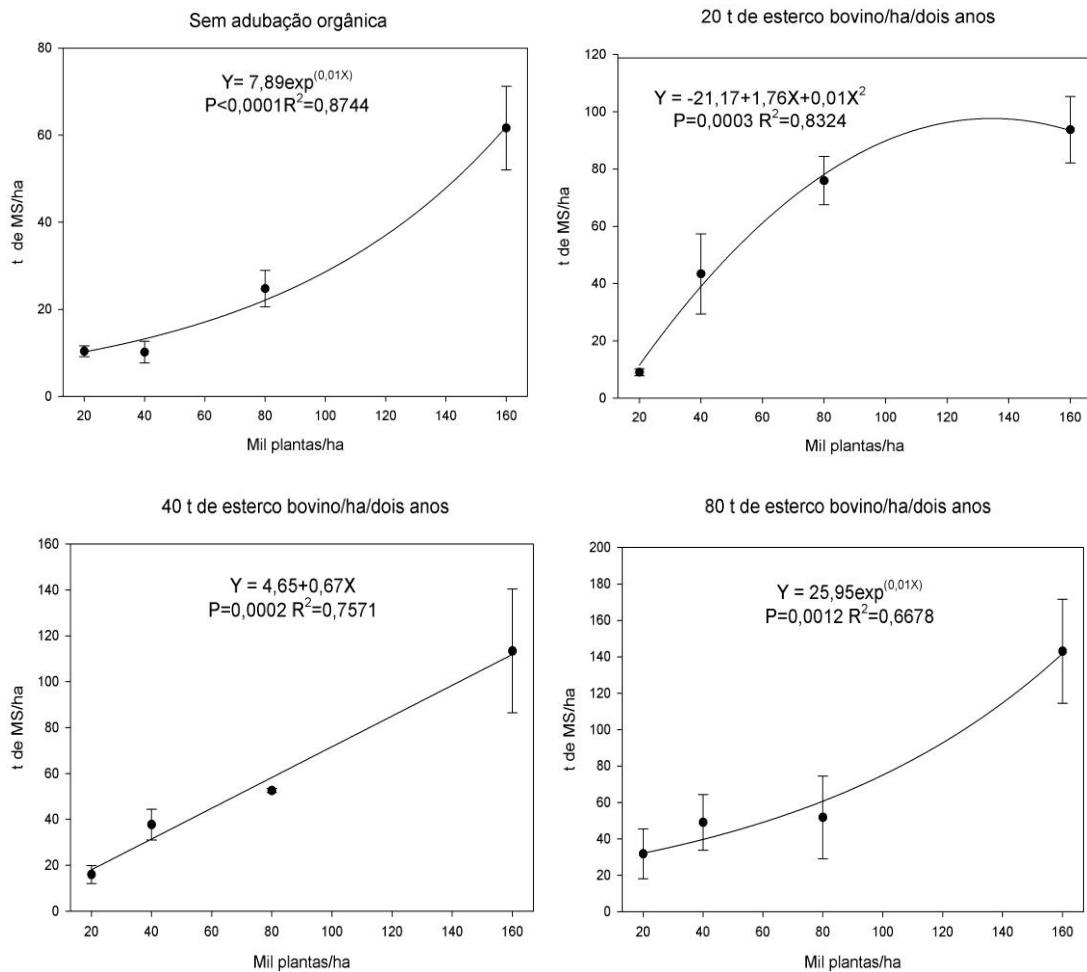 Sem adubação orgânica
Y= 7,89exp(0,01X)
P<0,0001R2=0,8744
t de MS/ha
80
60
40
20
0
20 40 60 80 100 120 140 160
Mil plantas/ha
20 t de esterco bovino/ha/dois anos
Y = -21,17+1,76X+0,01X2
P=0,0003 R2=0,8324
t de MS/ha
120
100
80
60
40
20
0
20 40 60 80 100 120 140 160
Mil plantas/ha
40 t de esterco bovino/ha/dois anos
Y = 4,65+0,67X
P=0,0002 R2=0,7571
t de MS/ha
160
140
120
100
80
60
40
20
0
20 40 60 80 100 120 140 160
Mil plantas/ha
80 t de esterco bovino/ha/dois anos
Y = 25,95exp(0,01X)
P=0,0012 R2=0,6678
t de MS/ha
200
180
160
140
120
100
80
60
40
20
0
20 40 60 80 100 120 140 160
Mil plantas/ha